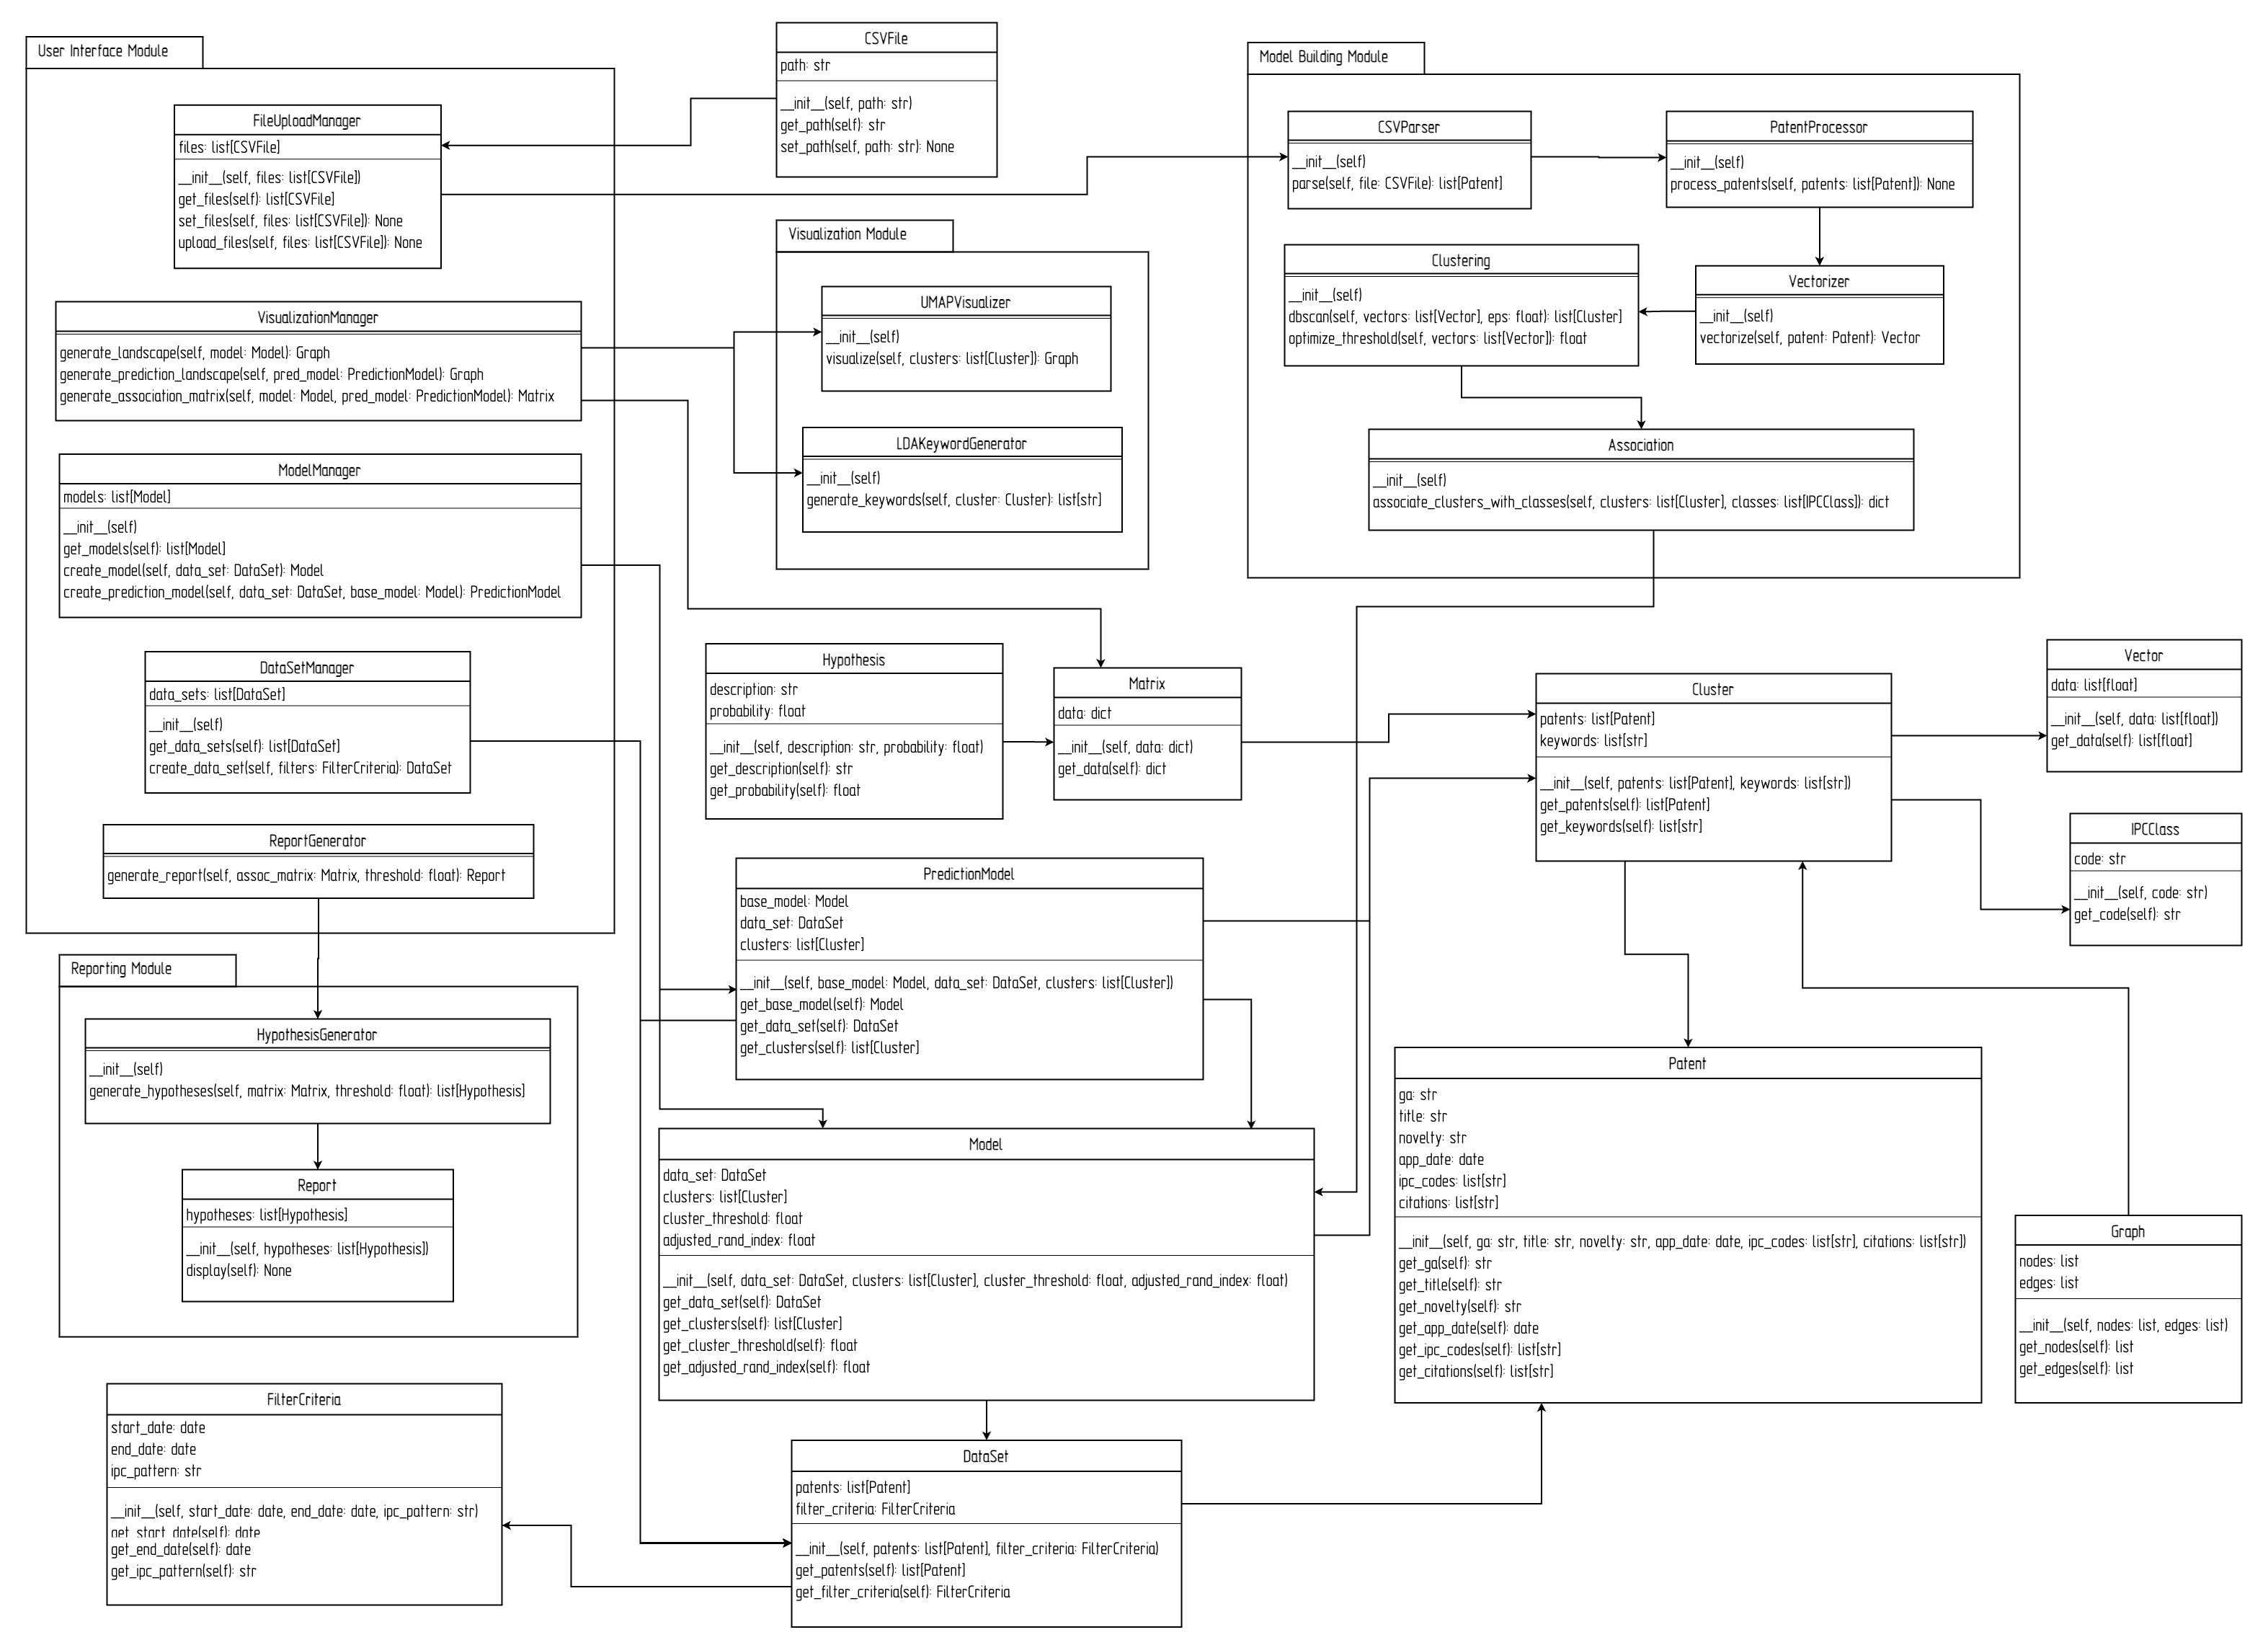 User Interface Module
FileUploadManager
files: list[CSVFile]
__init__(self, files: list[CSVFile])
get_files(self): list[CSVFile]
set_files(self, files: list[CSVFile]): None
upload_files(self, files: list[CSVFile]): None
VisualizationManager
generate_landscape(self, model: Model): Graph
generate_prediction_landscape(self, pred_model: PredictionModel): Graph
generate_association_matrix(self, model: Model, pred_model: PredictionModel): Matrix
ModelManager
models: list[Model]
__init__(self)
get_models(self): list[Model]
create_model(self, data_set: DataSet): Model
create_prediction_model(self, data_set: DataSet, base_model: Model): PredictionModel
DataSetManager
data_sets: list[DataSet]
__init__(self)
get_data_sets(self): list[DataSet]
create_data_set(self, filters: FilterCriteria): DataSet
ReportGenerator
generate_report(self, assoc_matrix: Matrix, threshold: float): Report
CSVFile
path: str
__init__(self, path: str)
get_path(self): str
set_path(self, path: str): None
Visualization Module
UMAPVisualizer
__init__(self)
visualize(self, clusters: list[Cluster]): Graph
LDAKeywordGenerator
__init__(self)
generate_keywords(self, cluster: Cluster): list[str]
Model Building Module
CSVParser
__init__(self)
parse(self, file: CSVFile): list[Patent]
PatentProcessor
__init__(self)
process_patents(self, patents: list[Patent]): None
Clustering
__init__(self)
dbscan(self, vectors: list[Vector], eps: float): list[Cluster]
optimize_threshold(self, vectors: list[Vector]): float
Vectorizer
__init__(self)
vectorize(self, patent: Patent): Vector
Association
__init__(self)
associate_clusters_with_classes(self, clusters: list[Cluster], classes: list[IPCClass]): dict
Hypothesis
description: str
probability: float
__init__(self, description: str, probability: float)
get_description(self): str
get_probability(self): float
Matrix
data: dict
__init__(self, data: dict)
get_data(self): dict
Cluster
patents: list[Patent]
keywords: list[str]
__init__(self, patents: list[Patent], keywords: list[str])
get_patents(self): list[Patent]
get_keywords(self): list[str]
Vector
data: list[float]
__init__(self, data: list[float])
get_data(self): list[float]
IPCClass
code: str
__init__(self, code: str)
get_code(self): str
PredictionModel
base_model: Model
data_set: DataSet
clusters: list[Cluster]
__init__(self, base_model: Model, data_set: DataSet, clusters: list[Cluster])
get_base_model(self): Model
get_data_set(self): DataSet
get_clusters(self): list[Cluster]
Reporting Module
HypothesisGenerator
__init__(self)
generate_hypotheses(self, matrix: Matrix, threshold: float): list[Hypothesis]
Report
hypotheses: list[Hypothesis]
__init__(self, hypotheses: list[Hypothesis])
display(self): None
Model
data_set: DataSet
clusters: list[Cluster]
cluster_threshold: float
adjusted_rand_index: float
__init__(self, data_set: DataSet, clusters: list[Cluster], cluster_threshold: float, adjusted_rand_index: float)
get_data_set(self): DataSet
get_clusters(self): list[Cluster]
get_cluster_threshold(self): float
get_adjusted_rand_index(self): float
Patent
ga: str
title: str
novelty: str
app_date: date
ipc_codes: list[str]
citations: list[str]
__init__(self, ga: str, title: str, novelty: str, app_date: date, ipc_codes: list[str], citations: list[str])
get_ga(self): str
get_title(self): str
get_novelty(self): str
get_app_date(self): date
get_ipc_codes(self): list[str]
get_citations(self): list[str]
Graph
nodes: list
edges: list
__init__(self, nodes: list, edges: list)
get_nodes(self): list
get_edges(self): list
FilterCriteria
start_date: date
end_date: date
ipc_pattern: str
__init__(self, start_date: date, end_date: date, ipc_pattern: str)
get_start_date(self): date
get_end_date(self): date
get_ipc_pattern(self): str
DataSet
patents: list[Patent]
filter_criteria: FilterCriteria
__init__(self, patents: list[Patent], filter_criteria: FilterCriteria)
get_patents(self): list[Patent]
get_filter_criteria(self): FilterCriteria